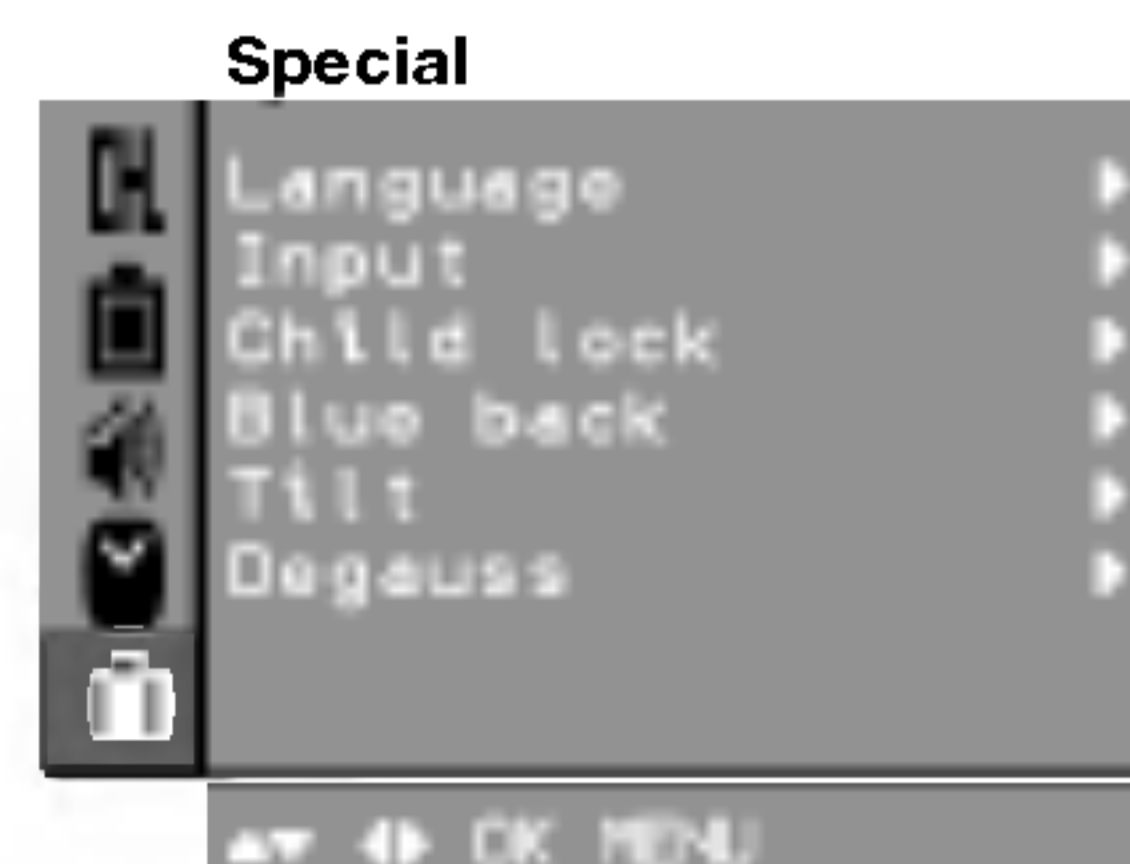 Special
Language
Input
Child lock
Blue back
Tilt
Degauss
OK MENU